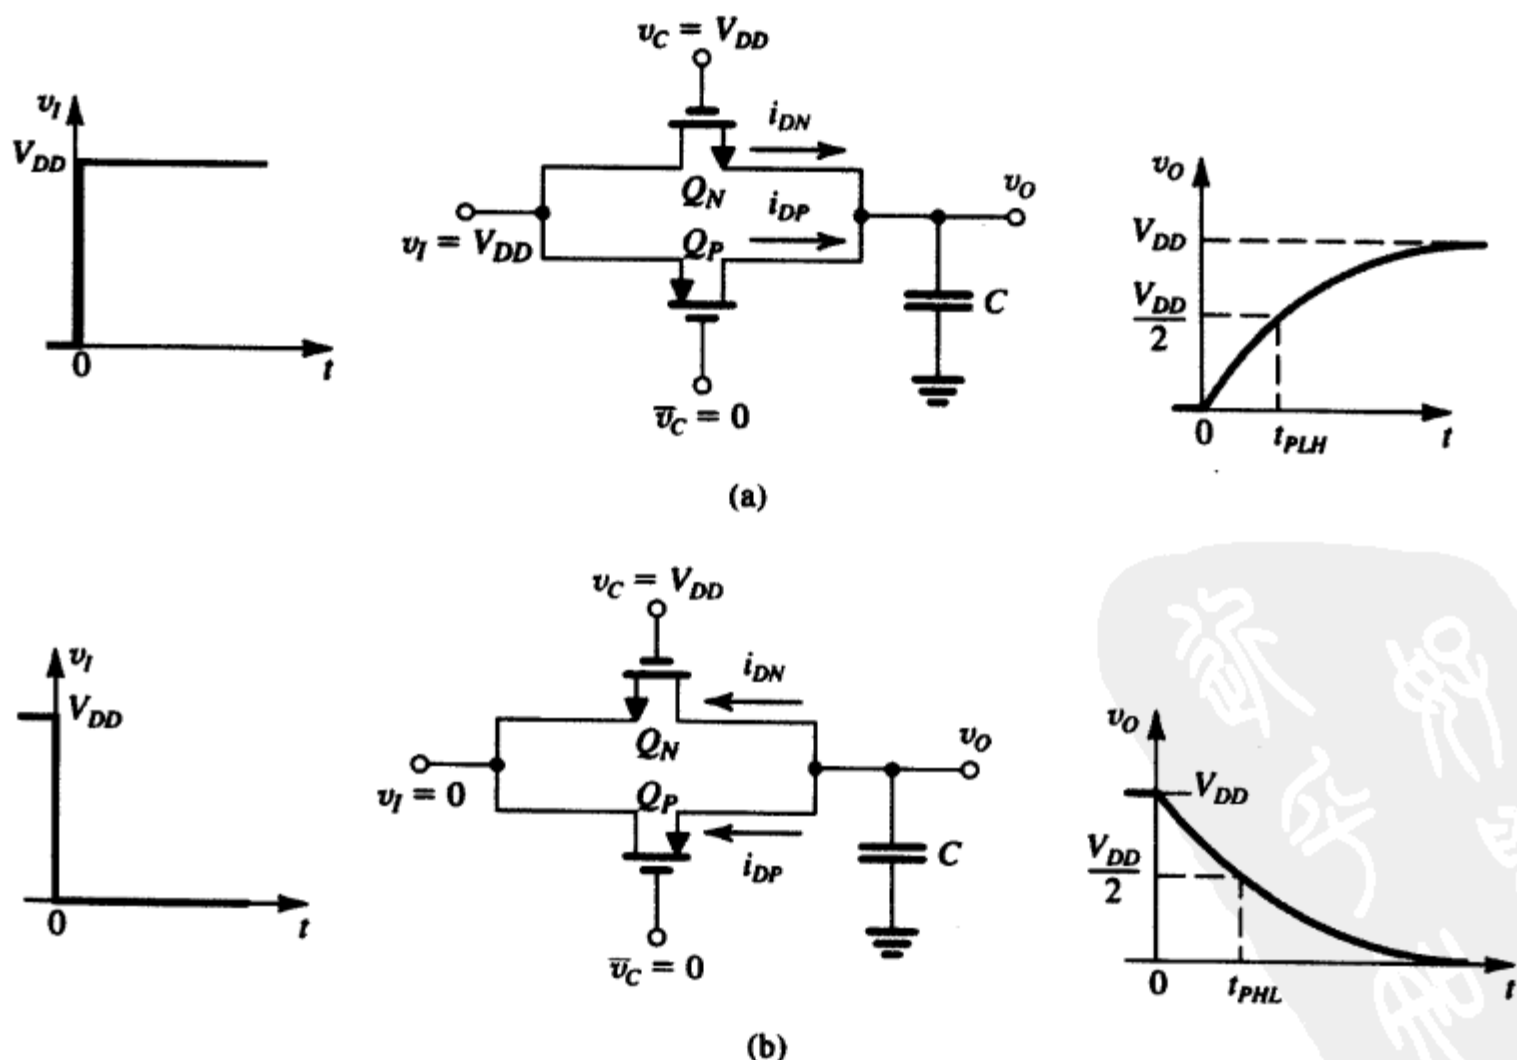 v_C = V_DD
v_I
V_DD
0
t
i_DN
Q_N
i_DP
Q_P
v_I = V_DD
v_O
C
v̅_C = 0
v_O
V_DD
V_DD/2
0
t_PLH
t
(a)
v_C = V_DD
v_I
V_DD
0
t
i_DN
Q_N
Q_P
i_DP
v_I = 0
v_O
C
v̅_C = 0
v_O
V_DD
V_DD/2
0
t_PHL
t
(b)